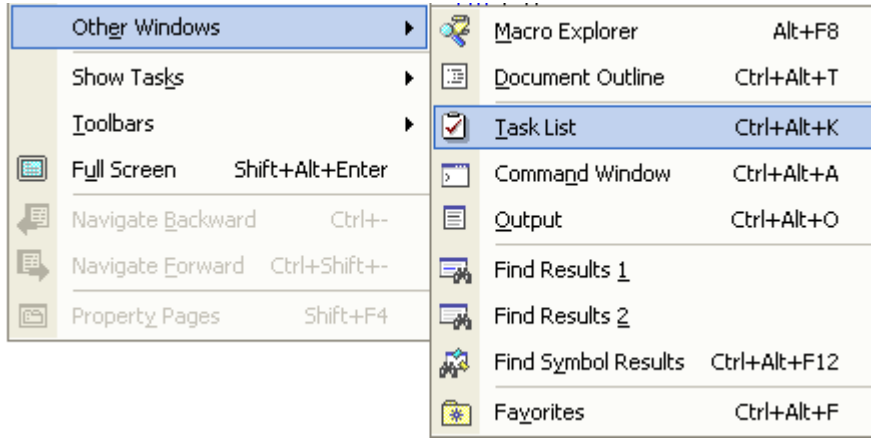 Other Windows
Show Tasks
Toolbars
Full Screen Shift+Alt+Enter
Navigate Backward Ctrl+-
Navigate Forward Ctrl+Shift+-
Property Pages Shift+F4
Macro Explorer Alt+F8
Document Outline Ctrl+Alt+T
Task List Ctrl+Alt+K
Command Window Ctrl+Alt+A
Output Ctrl+Alt+O
Find Results 1
Find Results 2
Find Symbol Results Ctrl+Alt+F12
Favorites Ctrl+Alt+F